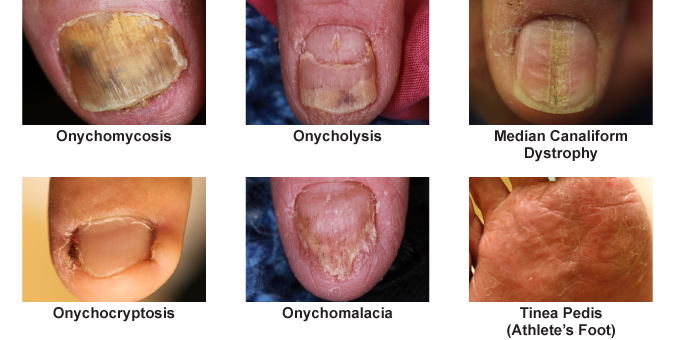 Onychomycosis
Onycholysis
Median Canaliform
Dystrophy
Onychocryptosis
Onychomalacia
Tinea Pedis
(Athlete's Foot)